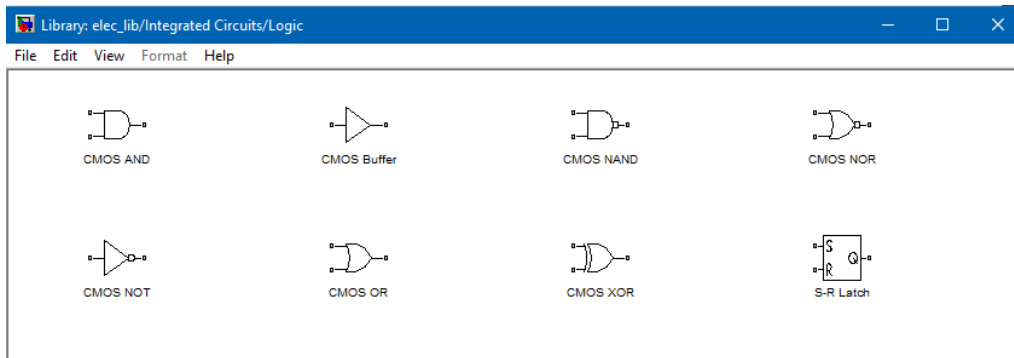 Library: elec_lib/Integrated Circuits/Logic
File Edit View Format Help
CMOS AND
CMOS Buffer
CMOS NAND
CMOS NOR
CMOS NOT
CMOS OR
CMOS XOR
S
R
Q
S-R Latch